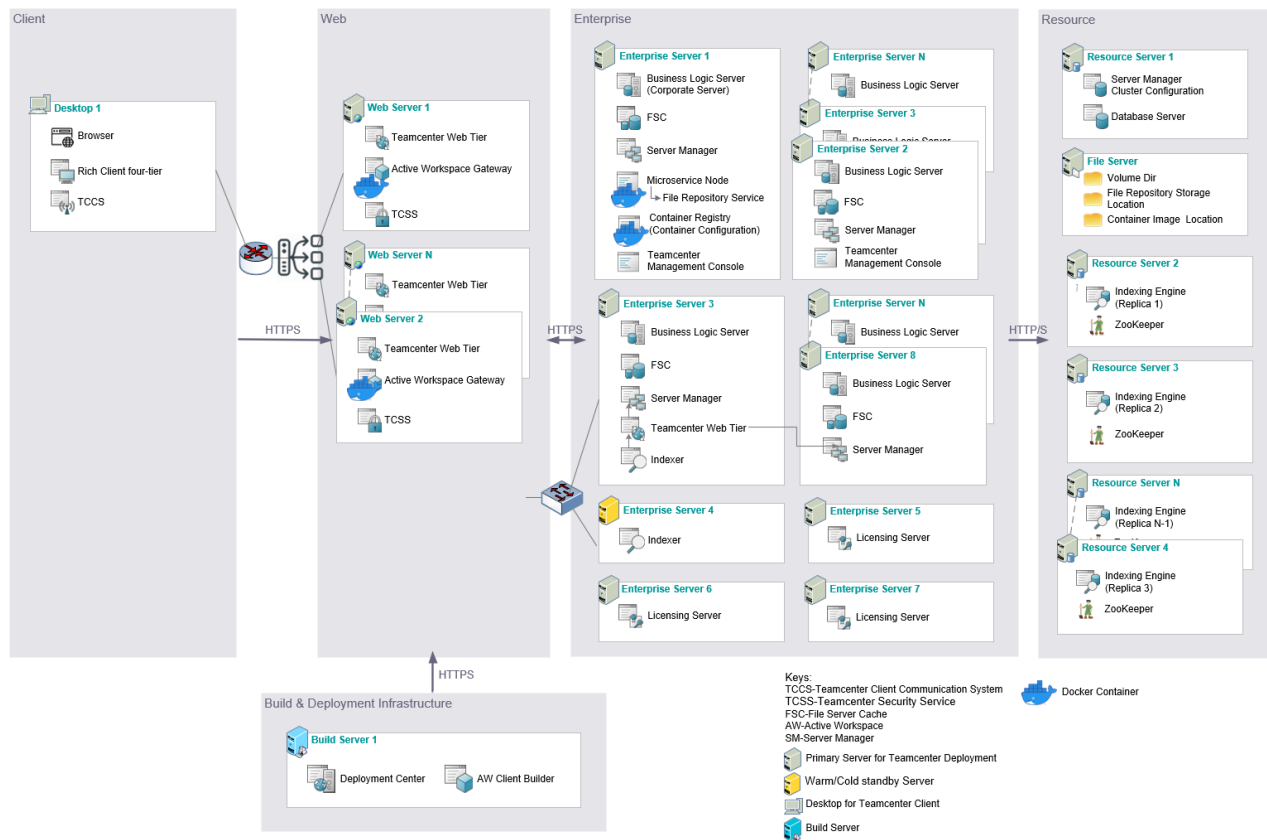 Client
Desktop 1
Browser
Rich Client four-tier
TCCS
HTTPS
Web
Web Server 1
Teamcenter Web Tier
Active Workspace Gateway
TCSS
Web Server N
Teamcenter Web Tier
Web Server 2
Teamcenter Web Tier
Active Workspace Gateway
TCSS
HTTPS
Enterprise
Enterprise Server 1
Business Logic Server
(Corporate Server)
FSC
Server Manager
Microservice Node
File Repository Service
Container Registry
(Container Configuration)
Teamcenter
Management Console
Enterprise Server N
Business Logic Server
Enterprise Server 3
Business Logic Server
Enterprise Server 2
Business Logic Server
FSC
Server Manager
Teamcenter
Management Console
Enterprise Server 3
Business Logic Server
FSC
Server Manager
Teamcenter Web Tier
Indexer
Enterprise Server N
Business Logic Server
Enterprise Server 8
Business Logic Server
FSC
Server Manager
Enterprise Server 4
Indexer
Enterprise Server 5
Licensing Server
Enterprise Server 6
Licensing Server
Enterprise Server 7
Licensing Server
HTTP/S
Resource
Resource Server 1
Server Manager
Cluster Configuration
Database Server
File Server
Volume Dir
File Repository Storage
Location
Container Image Location
Resource Server 2
Indexing Engine
(Replica 1)
ZooKeeper
Resource Server 3
Indexing Engine
(Replica 2)
ZooKeeper
Resource Server N
Indexing Engine
(Replica N-1)
Resource Server 4
Indexing Engine
(Replica 3)
ZooKeeper
HTTPS
Build & Deployment Infrastructure
Build Server 1
Deployment Center
AW Client Builder
Keys:
TCCS-Teamcenter Client Communication System
TCSS-Teamcenter Security Service
FSC-File Server Cache
AW-Active Workspace
SM-Server Manager
Docker Container
Primary Server for Teamcenter Deployment
Warm/Cold standby Server
Desktop for Teamcenter Client
Build Server